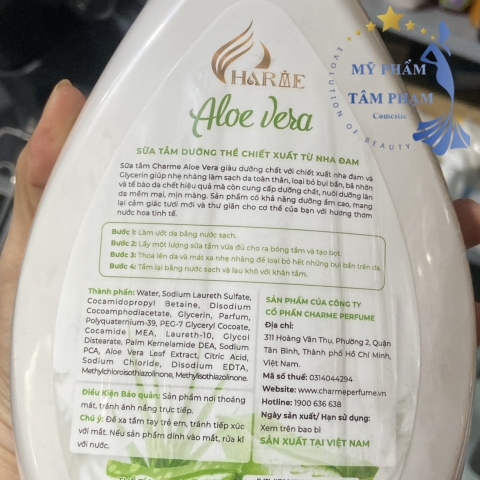 CHARME
Aloe Vera
SỮA TẮM DƯỠNG THỂ CHIẾT XUẤT TỪ NHA ĐAM
Sữa tắm Charme Aloe Vera giàu dưỡng chất với chiết xuất nha đam và
Glycerin giúp nhẹ nhàng làm sạch da toàn thân, loại bỏ bụi bẩn, bã nhờn
và tế bào da chết hiệu quả mà còn cung cấp dưỡng chất, nuôi dưỡng làn
da mềm mại, mịn màng. Sản phẩm có khả năng dưỡng ẩm cao, mang
lại cảm giác tươi mới và thư giãn cho cơ thể của bạn với hương thơm
nước hoa tinh tế.
Bước 1: Làm ướt da bằng nước sạch.
Bước 2: Lấy một lượng sữa tắm vừa đủ cho ra bông tắm và tạo bọt.
Bước 3: Thoa lên da và mát xa nhẹ nhàng để loại bỏ hết những bụi bẩn trên da.
Bước 4: Tắm lại bằng nước sạch và lau khô với khăn tắm.
Thành phần: Water, Sodium Laureth Sulfate,
Cocamidopropyl Betaine, Disodium
Cocoamphodiacetate, Glycerin, Parfum,
Polyquaternium-39, PEG-7 Glyceryl Cocoate,
Cocamide MEA, Laureth-10, Glycol
Distearate, Palm Kernelamide DEA, Sodium
PCA, Aloe Vera Leaf Extract, Citric Acid,
Sodium Chloride, Disodium EDTA,
Methylchloroisothiazolinone, Methylisothiazolinone.
Điều Kiện Bảo quản: Sản phẩm nơi thoáng
mát, tránh ánh nắng trực tiếp.
Chú ý: Để xa tầm tay trẻ em, tránh tiếp xúc
với mắt. Nếu sản phẩm dính vào mắt, rửa kĩ
với nước.
SẢN PHẨM CỦA CÔNG TY
CỔ PHẦN CHARME PERFUME
Địa chỉ:
311 Hoàng Văn Thụ, Phường 2, Quận
Tân Bình, Thành phố Hồ Chí Minh,
Việt Nam.
Mã số thuế: 0314044294
Website: www.charmeperfume.vn
Hotline: 1900 636 638
Ngày sản xuất/ Hạn sử dụng:
Xem trên bao bì
SẢN XUẤT TẠI VIỆT NAM
MỸ PHẨM
TÂM PHẠM
Cosmetic
EVOLUTION OF BEAUTY